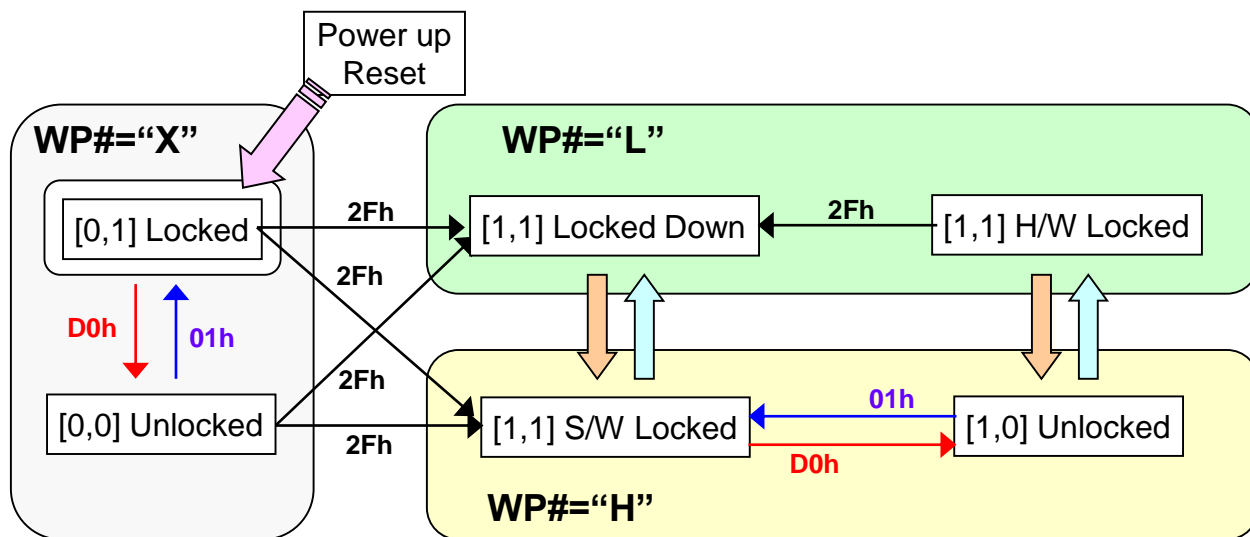 Power up
Reset
WP#=“X”
WP#=“L”
[0,1] Locked
2Fh
[1,1] Locked Down
2Fh
[1,1] H/W Locked
2Fh
D0h
01h
2Fh
[0,0] Unlocked
2Fh
[1,1] S/W Locked
01h
D0h
[1,0] Unlocked
WP#=“H”